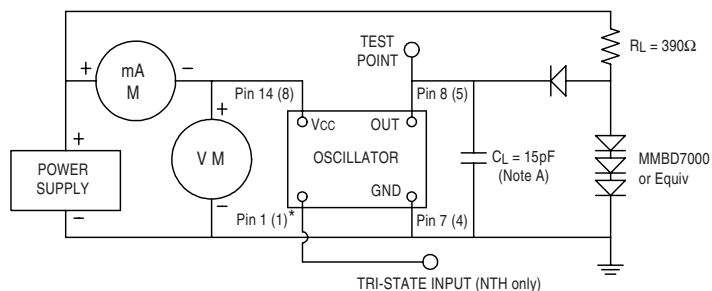 TEST
POINT
RL = 390Ω
+
mA
M
−
Pin 14 (8)
Pin 8 (5)
+
VCC
OUT
OSCILLATOR
GND
V M
−
+
POWER
SUPPLY
−
CL = 15pF
(Note A)
MMBD7000
or Equiv
Pin 1 (1)*
Pin 7 (4)
TRI-STATE INPUT (NTH only)